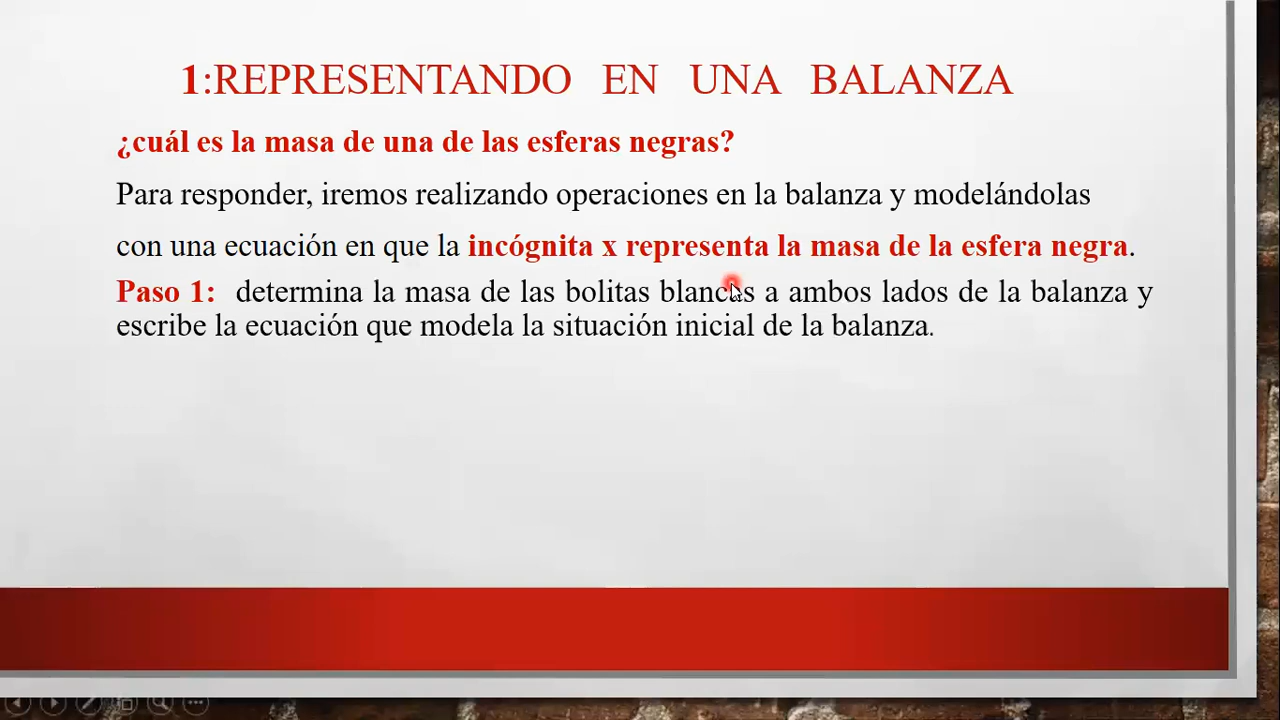 1:REPRESENTANDO EN UNA BALANZA
¿cuál es la masa de una de las esferas negras?
Para responder, iremos realizando operaciones en la balanza y modelándolas
con una ecuación en que la incógnita x representa la masa de la esfera negra.
Paso 1: determina la masa de las bolitas blancas a ambos lados de la balanza y
escribe la ecuación que modela la situación inicial de la balanza.